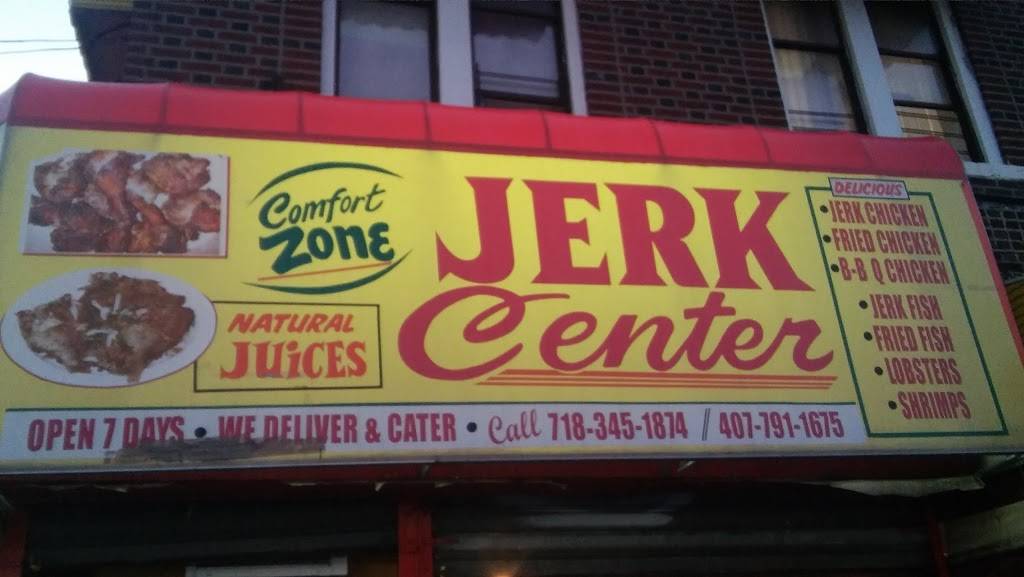 Comfort
Zone
JERK
Center
NATURAL
JUiCES
DELICIOUS
•JERK CHICKEN
•FRIED CHICKEN
•B-B Q CHICKEN
•JERK FISH
•FRIED FISH
•LOBSTERS
•SHRIMPS
OPEN 7 DAYS • WE DELIVER & CATER • Call 718-345-1874 // 407-791-1675